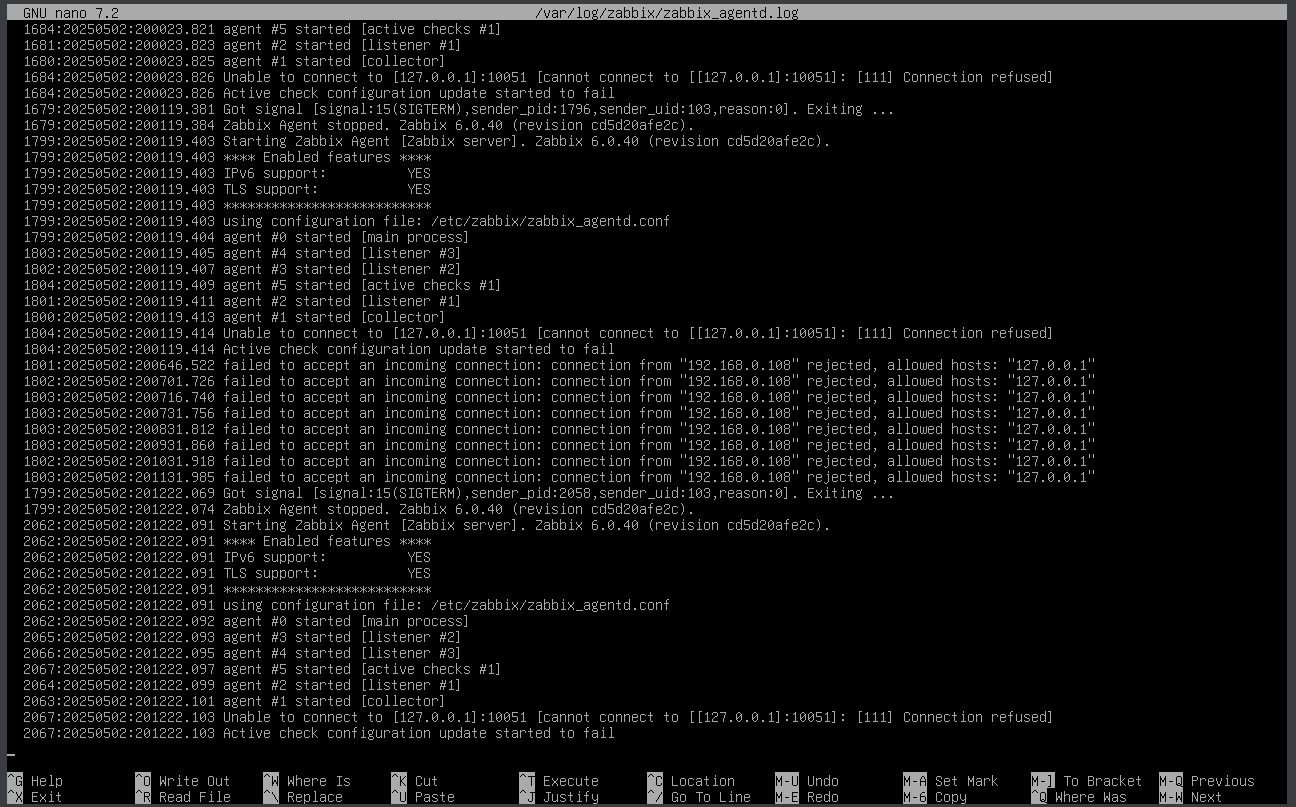 GNU nano 7.2 /var/log/zabbix/zabbix_agentd.log
1684:20250502:200023.821 agent #5 started [active checks #1]
1681:20250502:200023.823 agent #2 started [listener #1]
1680:20250502:200023.825 agent #1 started [collector]
1684:20250502:200023.826 Unable to connect to [127.0.0.1]:10051 [cannot connect to [[127.0.0.1]:10051]: [111] Connection refused]
1684:20250502:200023.826 Active check configuration update started to fail
1679:20250502:200119.381 Got signal [signal:15(SIGTERM),sender_pid:1796,sender_uid:103,reason:0]. Exiting ...
1679:20250502:200119.384 Zabbix Agent stopped. Zabbix 6.0.40 (revision cd5d20afe2c).
1799:20250502:200119.403 Starting Zabbix Agent [Zabbix server]. Zabbix 6.0.40 (revision cd5d20afe2c).
1799:20250502:200119.403 **** Enabled features ****
1799:20250502:200119.403 IPv6 support:          YES
1799:20250502:200119.403 TLS support:           YES
1799:20250502:200119.403 **************************
1799:20250502:200119.403 using configuration file: /etc/zabbix/zabbix_agentd.conf
1799:20250502:200119.404 agent #0 started [main process]
1803:20250502:200119.405 agent #4 started [listener #3]
1802:20250502:200119.407 agent #3 started [listener #2]
1804:20250502:200119.409 agent #5 started [active checks #1]
1801:20250502:200119.411 agent #2 started [listener #1]
1800:20250502:200119.413 agent #1 started [collector]
1804:20250502:200119.414 Unable to connect to [127.0.0.1]:10051 [cannot connect to [[127.0.0.1]:10051]: [111] Connection refused]
1804:20250502:200119.414 Active check configuration update started to fail
1801:20250502:200646.522 failed to accept an incoming connection: connection from "192.168.0.108" rejected, allowed hosts: "127.0.0.1"
1802:20250502:200701.726 failed to accept an incoming connection: connection from "192.168.0.108" rejected, allowed hosts: "127.0.0.1"
1803:20250502:200716.740 failed to accept an incoming connection: connection from "192.168.0.108" rejected, allowed hosts: "127.0.0.1"
1803:20250502:200731.756 failed to accept an incoming connection: connection from "192.168.0.108" rejected, allowed hosts: "127.0.0.1"
1803:20250502:200831.812 failed to accept an incoming connection: connection from "192.168.0.108" rejected, allowed hosts: "127.0.0.1"
1803:20250502:200931.860 failed to accept an incoming connection: connection from "192.168.0.108" rejected, allowed hosts: "127.0.0.1"
1802:20250502:201031.918 failed to accept an incoming connection: connection from "192.168.0.108" rejected, allowed hosts: "127.0.0.1"
1803:20250502:201131.985 failed to accept an incoming connection: connection from "192.168.0.108" rejected, allowed hosts: "127.0.0.1"
1799:20250502:201222.069 Got signal [signal:15(SIGTERM),sender_pid:2058,sender_uid:103,reason:0]. Exiting ...
1799:20250502:201222.074 Zabbix Agent stopped. Zabbix 6.0.40 (revision cd5d20afe2c).
2062:20250502:201222.091 Starting Zabbix Agent [Zabbix server]. Zabbix 6.0.40 (revision cd5d20afe2c).
2062:20250502:201222.091 **** Enabled features ****
2062:20250502:201222.091 IPv6 support:          YES
2062:20250502:201222.091 TLS support:           YES
2062:20250502:201222.091 **************************
2062:20250502:201222.091 using configuration file: /etc/zabbix/zabbix_agentd.conf
2062:20250502:201222.092 agent #0 started [main process]
2065:20250502:201222.093 agent #3 started [listener #2]
2066:20250502:201222.095 agent #4 started [listener #3]
2067:20250502:201222.097 agent #5 started [active checks #1]
2064:20250502:201222.099 agent #2 started [listener #1]
2063:20250502:201222.101 agent #1 started [collector]
2067:20250502:201222.103 Unable to connect to [127.0.0.1]:10051 [cannot connect to [[127.0.0.1]:10051]: [111] Connection refused]
2067:20250502:201222.103 Active check configuration update started to fail
^G Help ^O Write Out ^W Where Is ^K Cut ^T Execute ^C Location M-U Undo M-A Set Mark M-] To Bracket M-Q Previous
^X Exit ^R Read File ^\ Replace ^U Paste ^J Justify ^/ Go To Line M-E Redo M-6 Copy ^Q Where Was M-W Next